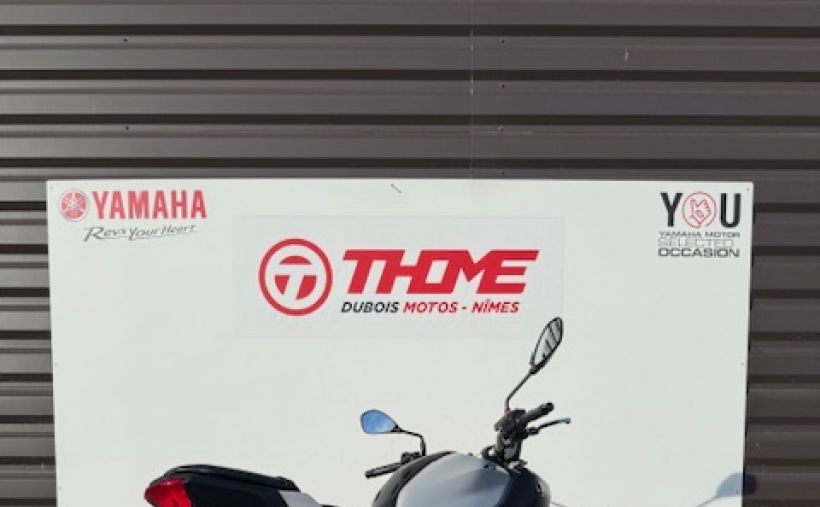 YAMAHA
Revs Your Heart
YOU
YAMAHA MOTOR
SELECTED
OCCASION
THOME
DUBOIS MOTOS - NÎMES